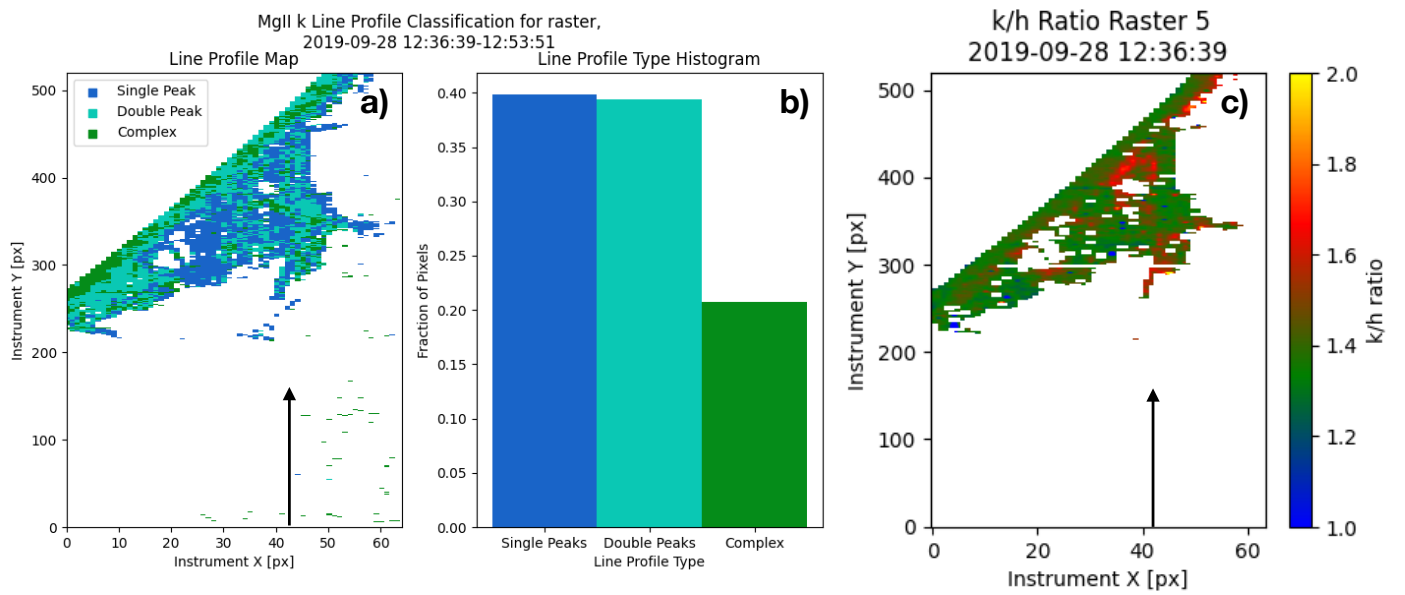 MgII k Line Profile Classification for raster,
2019-09-28 12:36:39-12:53:51
Line Profile Map
Single Peak
Double Peak
Complex
a)
500
400
300
200
100
0
Instrument Y [px]
0 10 20 30 40 50 60
Instrument X [px]
Line Profile Type Histogram
b)
0.40
0.35
0.30
0.25
0.20
0.15
0.10
0.05
0.00
Fraction of Pixels
Single Peaks Double Peaks Complex
Line Profile Type
k/h Ratio Raster 5
2019-09-28 12:36:39
c)
500
400
300
200
100
0
Instrument Y [px]
0 20 40 60
Instrument X [px]
2.0
1.8
1.6
1.4
1.2
1.0
k/h ratio